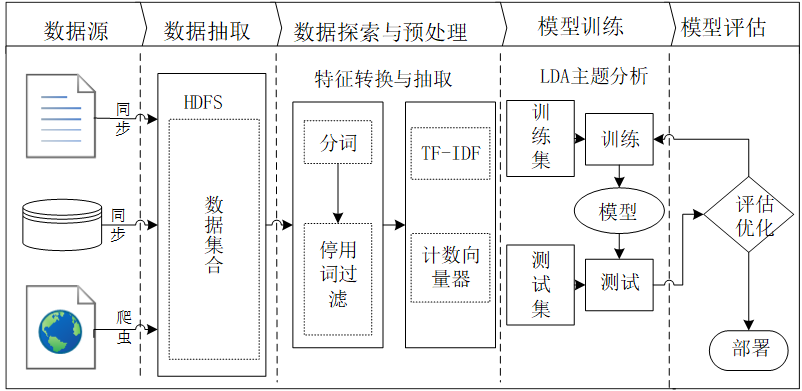 数据源
数据抽取
数据探索与预处理
模型训练
模型评估
同
步
同
步
爬
虫
HDFS
数
据
集
合
特征转换与抽取
分词
停用
词过
滤
TF-IDF
计数向
量器
LDA主题分析
训
练
集
训练
模型
测
试
集
测试
评估
优化
部署